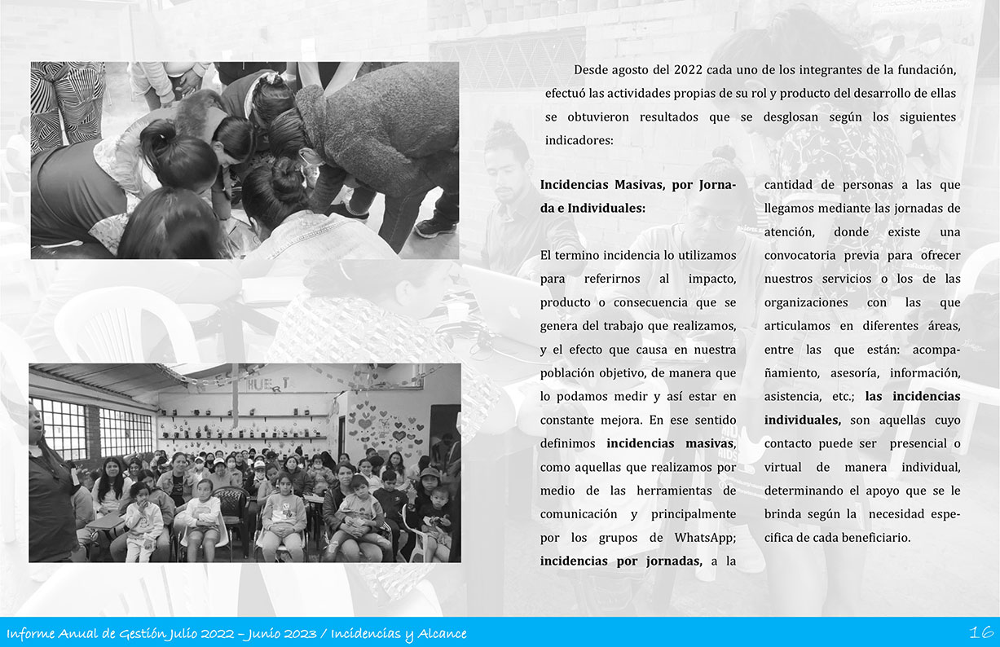 Desde agosto del 2022 cada uno de los integrantes de la fundación,
efectuó las actividades propias de su rol y producto del desarrollo de ellas
se obtuvieron resultados que se desglosan según los siguientes
indicadores:
Incidencias Masivas, por Jorna-
da e Individuales:
El termino incidencia lo utilizamos
para referirnos al impacto,
producto o consecuencia que se
genera del trabajo que realizamos,
y el efecto que causa en nuestra
población objetivo, de manera que
lo podamos medir y así estar en
constante mejora. En ese sentido
definimos incidencias masivas,
como aquellas que realizamos por
medio de las herramientas de
comunicación y principalmente
por los grupos de WhatsApp;
incidencias por jornadas, a la
cantidad de personas a las que
llegamos mediante las jornadas de
atención, donde existe una
convocatoria previa para ofrecer
nuestros servicios o los de las
organizaciones con las que
articulamos en diferentes áreas,
entre las que están: acompa-
ñamiento, asesoría, información,
asistencia, etc.; las incidencias
individuales, son aquellas cuyo
contacto puede ser presencial o
virtual de manera individual,
determinando el apoyo que se le
brinda según la necesidad espe-
cifica de cada beneficiario.
Informe Anual de Gestión Julio 2022 – Junio 2023 / Incidencias y Alcance
16